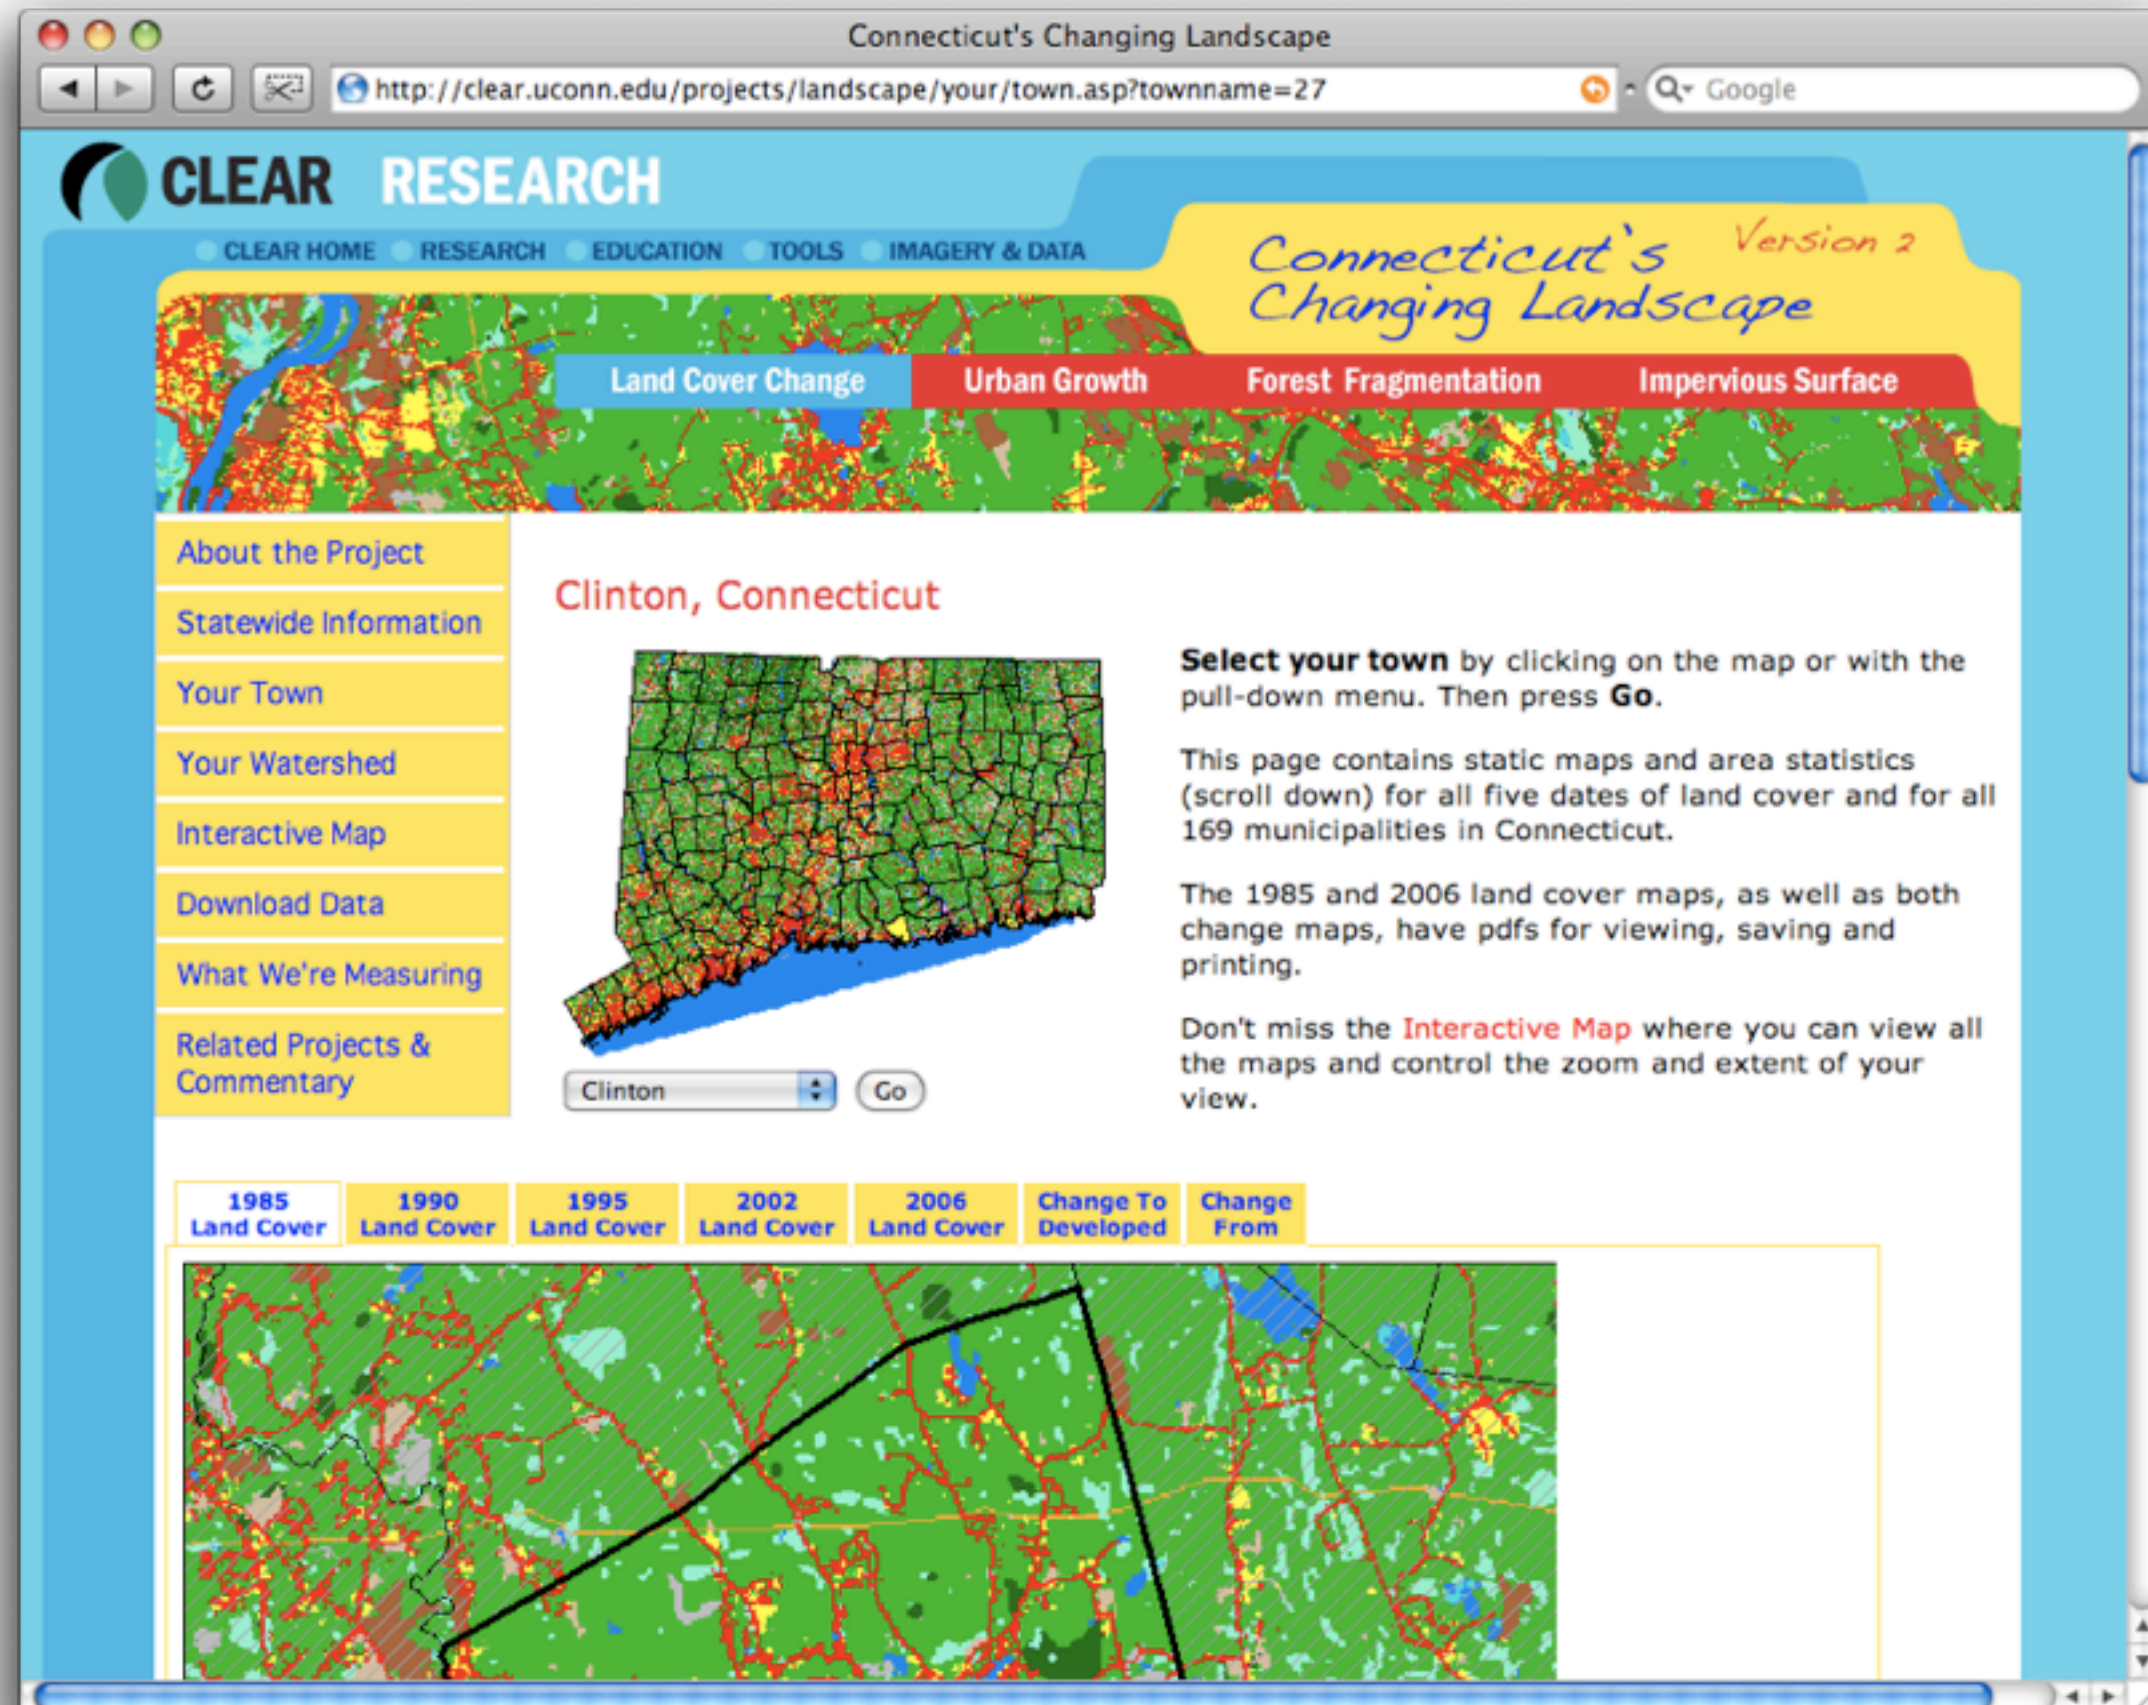 Connecticut's Changing Landscape
http://clear.uconn.edu/projects/landscape/your/town.asp?townname=27
Google
CLEAR RESEARCH
CLEAR HOME RESEARCH EDUCATION TOOLS IMAGERY & DATA
Connecticut's Version 2
Changing Landscape
Land Cover Change Urban Growth Forest Fragmentation Impervious Surface
About the Project
Statewide Information
Your Town
Your Watershed
Interactive Map
Download Data
What We're Measuring
Related Projects &
Commentary
Clinton, Connecticut
Clinton Go
Select your town by clicking on the map or with the
pull-down menu. Then press Go.
This page contains static maps and area statistics
(scroll down) for all five dates of land cover and for all
169 municipalities in Connecticut.
The 1985 and 2006 land cover maps, as well as both
change maps, have pdfs for viewing, saving and
printing.
Don't miss the Interactive Map where you can view all
the maps and control the zoom and extent of your
view.
1985 1990 1995 2002 2006 Change To Change
Land Cover Land Cover Land Cover Land Cover Land Cover Developed From